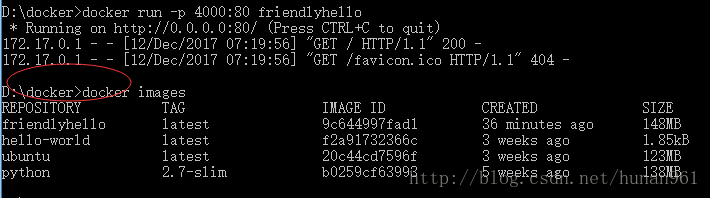 D:\docker>docker run -p 4000:80 friendlyhello
* Running on http://0.0.0.0:80/ (Press CTRL+C to quit)
172.17.0.1 - - [12/Dec/2017 07:19:56] "GET / HTTP/1.1" 200 -
172.17.0.1 - - [12/Dec/2017 07:19:56] "GET /favicon.ico HTTP/1.1" 404 -
D:\docker>docker images
REPOSITORY TAG IMAGE ID CREATED SIZE
friendlyhello latest 9c644997fad1 36 minutes ago 148MB
hello-world latest f2a91732366c 3 weeks ago 1.85kB
ubuntu latest 20c44cd7596f 3 weeks ago 123MB
python 2.7-slim b0259cf63993 5 weeks ago 138MB
http://blog.csdn.net/hunan961